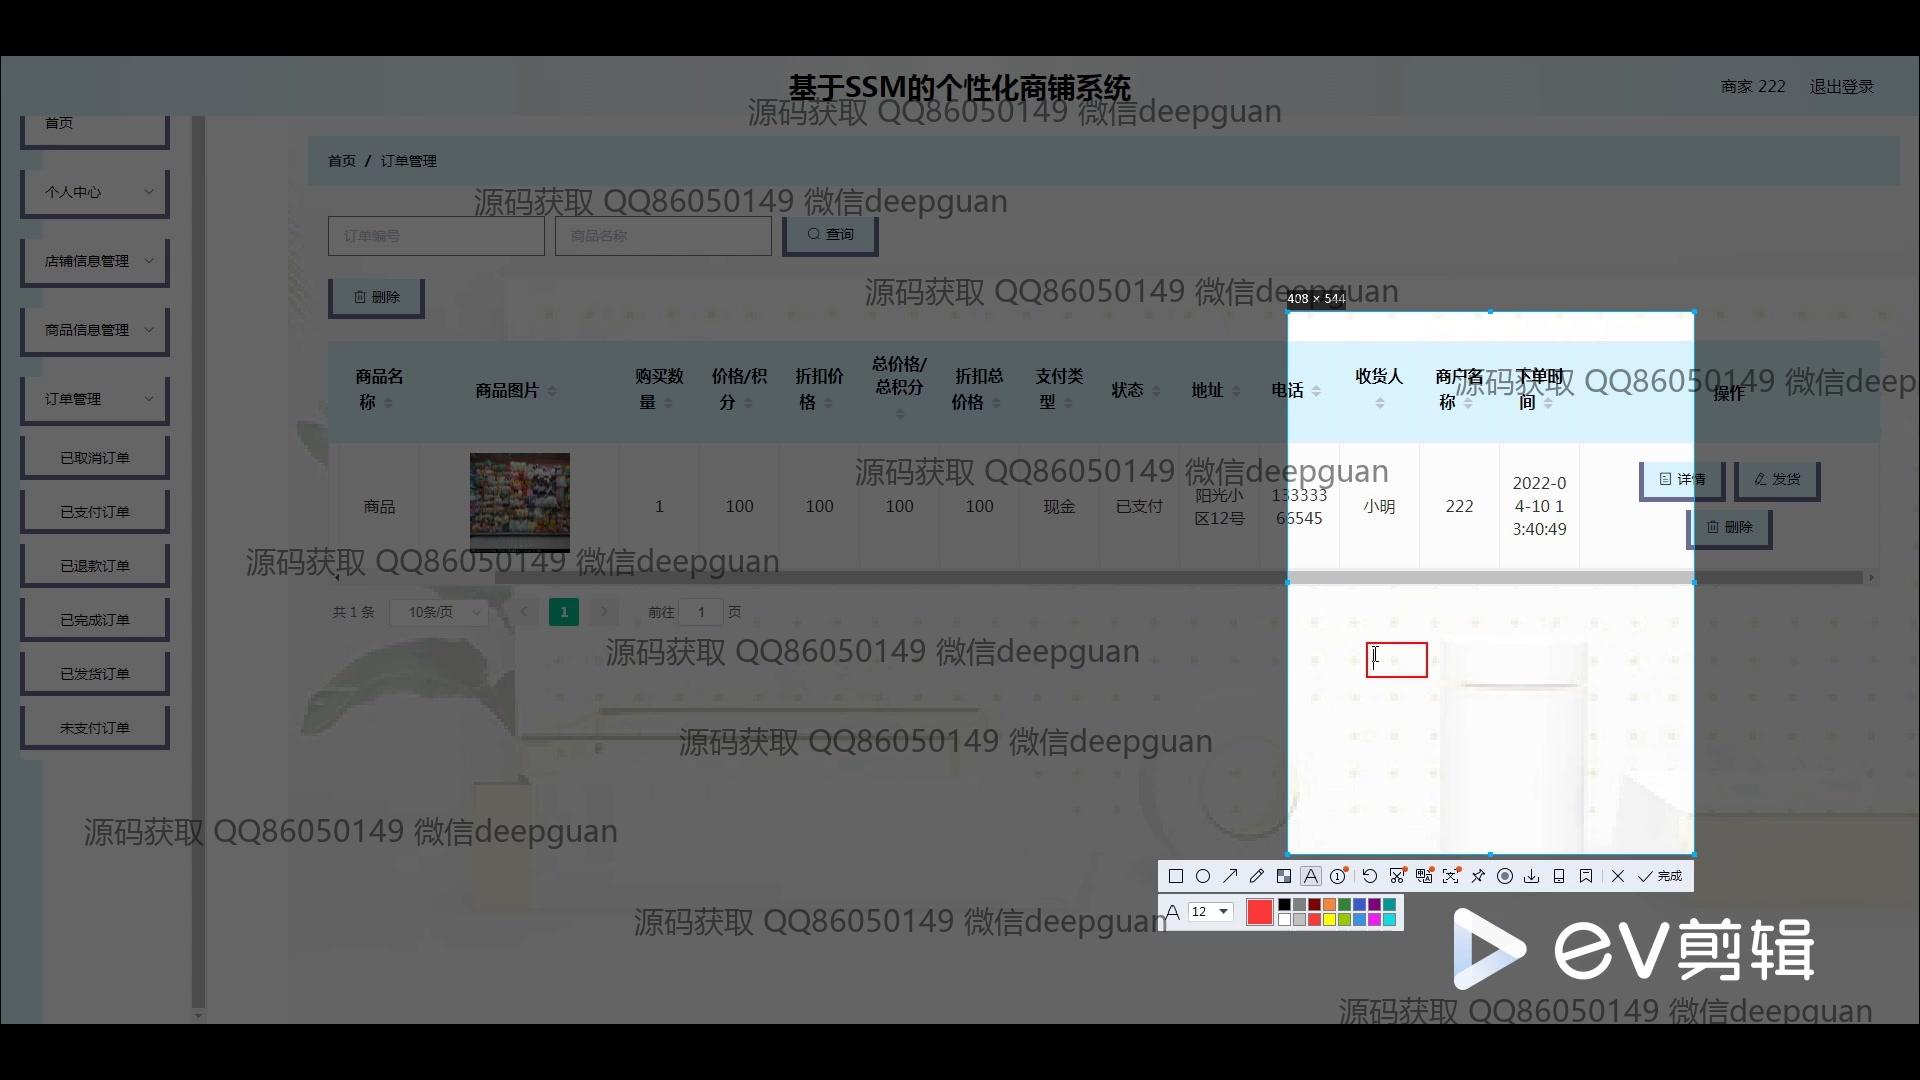 基于SSM的个性化商铺系统
商家 222 退出登录
源码获取 QQ86050149 微信deepguan
首页
首页 / 订单管理
个人中心
源码获取 QQ86050149 微信deepguan
订单编号 商品名称 查询
店铺信息管理
删除
源码获取 QQ86050149 微信deepguan
408 × 544
商品信息管理
商品名称 商品图片 购买数量 价格/积分 折扣价格 总价格/总积分 折扣总价格 支付类型 状态 地址 电话 收货人 商户名称 下单时间 操作
源码获取 QQ86050149 微信deep
订单管理
已取消订单
源码获取 QQ86050149 微信deepguan
商品 1 100 100 100 100 现金 已支付 阳光小区12号 13333366545 小明 222 2022-04-10 13:40:49 详情 发货
删除
已支付订单
源码获取 QQ86050149 微信deepguan
已退款订单
共 1 条 10条/页 1 前往 1 页
已完成订单
源码获取 QQ86050149 微信deepguan
已发货订单
未支付订单
源码获取 QQ86050149 微信deepguan
源码获取 QQ86050149 微信deepguan
完成
A 12
源码获取 QQ86050149 微信deepguan
ev剪辑
源码获取 QQ86050149 微信deepguan